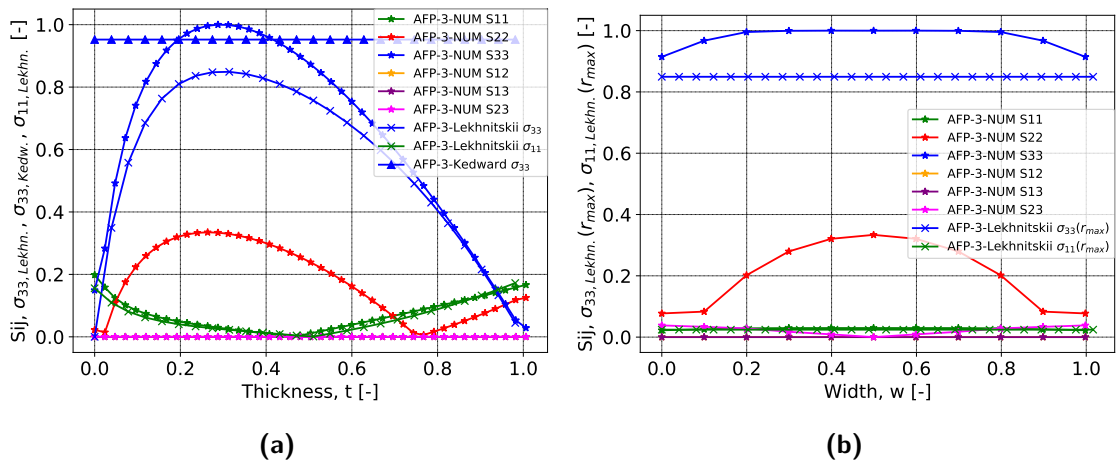 Sij, σ33,Lekhn., σ33,Kedw., σ11,Lekhn. [-]
1.0
0.8
0.6
0.4
0.2
0.0
AFP-3-NUM S11
AFP-3-NUM S22
AFP-3-NUM S33
AFP-3-NUM S12
AFP-3-NUM S13
AFP-3-NUM S23
AFP-3-Lekhnitskii σ33
AFP-3-Lekhnitskii σ11
AFP-3-Kedward σ33
0.0 0.2 0.4 0.6 0.8 1.0
Thickness, t [-]
(a)
Sij, σ33,Lekhn.(rmax), σ11,Lekhn.(rmax) [-]
1.0
0.8
0.6
0.4
0.2
0.0
AFP-3-NUM S11
AFP-3-NUM S22
AFP-3-NUM S33
AFP-3-NUM S12
AFP-3-NUM S13
AFP-3-NUM S23
AFP-3-Lekhnitskii σ33(rmax)
AFP-3-Lekhnitskii σ11(rmax)
0.0 0.2 0.4 0.6 0.8 1.0
Width, w [-]
(b)